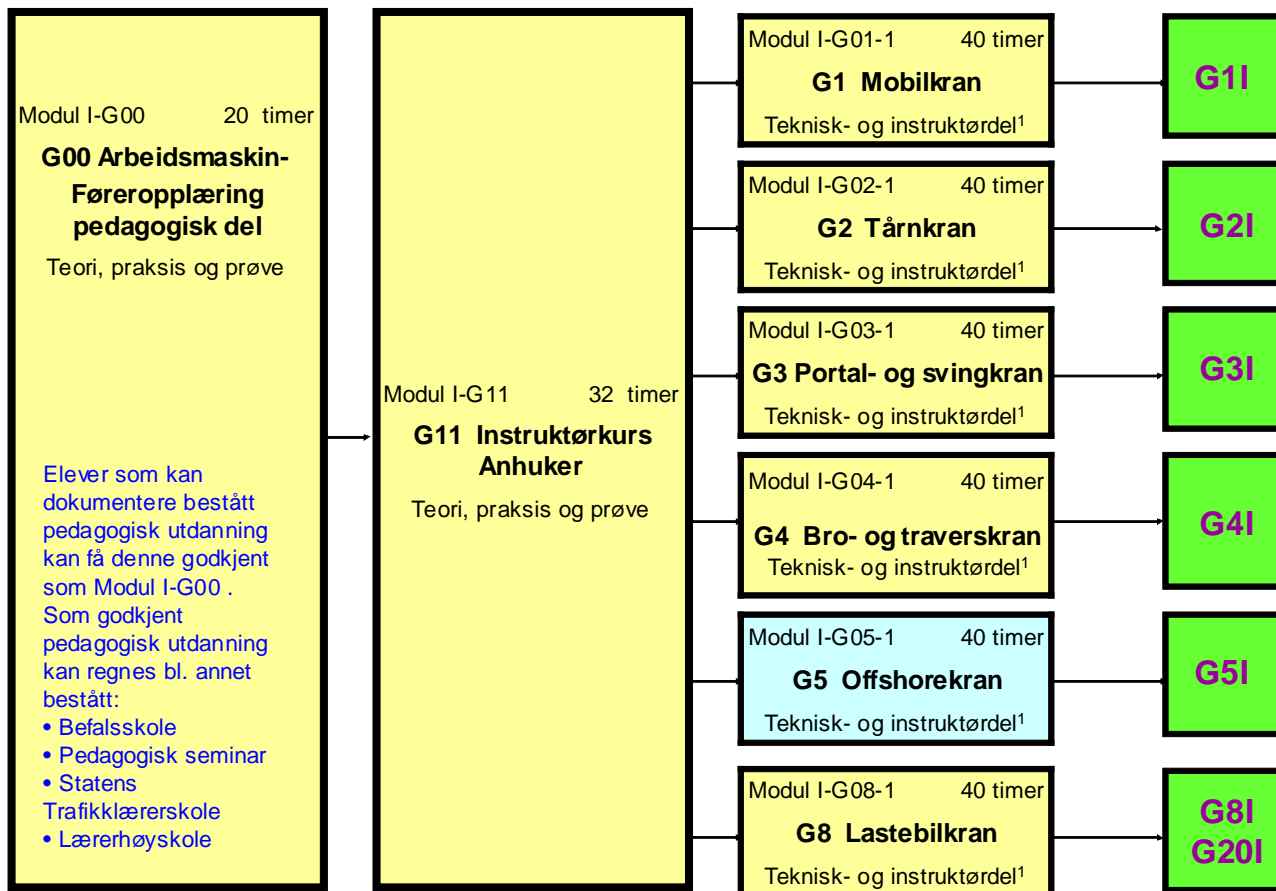 Modul I-G00 20 timer
G00 Arbeidsmaskin-
Føreropplæring
pedagogisk del
Teori, praksis og prøve
Elever som kan
dokumentere bestått
pedagogisk utdanning
kan få denne godkjent
som Modul I-G00 .
Som godkjent
pedagogisk utdanning
kan regnes bl. annet
bestått:
• Befalsskole
• Pedagogisk seminar
• Statens
Trafikklærerskole
• Lærerhøyskole
Modul I-G11 32 timer
G11 Instruktørkurs
Anhuker
Teori, praksis og prøve
Modul I-G01-1 40 timer
G1 Mobilkran
Teknisk- og instruktørdel¹
G1I
Modul I-G02-1 40 timer
G2 Tårnkran
Teknisk- og instruktørdel¹
G2I
Modul I-G03-1 40 timer
G3 Portal- og svingkran
Teknisk- og instruktørdel¹
G3I
Modul I-G04-1 40 timer
G4 Bro- og traverskran
Teknisk- og instruktørdel¹
G4I
Modul I-G05-1 40 timer
G5 Offshorekran
Teknisk- og instruktørdel¹
G5I
Modul I-G08-1 40 timer
G8 Lastebilkran
Teknisk- og instruktørdel¹
G8I
G20I